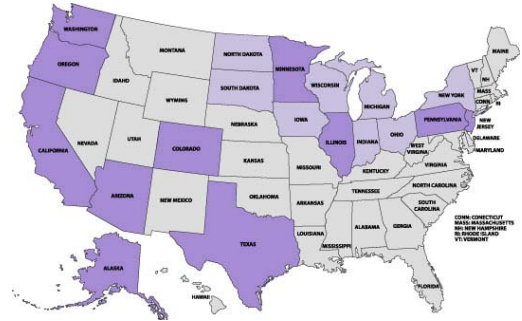 WASHINGTON
MONTANA
NORTH DAKOTA
MINNESOTA
MAINE
OREGON
IDAHO
SOUTH DAKOTA
WISCONSIN
MICHIGAN
VT
NH
MASS
CONN
RI
NEW YORK
WYOMING
IOWA
PENNSYLVANIA
NEW
JERSEY
NEVADA
UTAH
COLORADO
NEBRASKA
ILLINOIS
INDIANA
OHIO
WEST
VIRGINIA
DELAWARE
MARYLAND
CALIFORNIA
KANSAS
MISSOURI
KENTUCKY
VIRGINIA
ARIZONA
NEW MEXICO
OKLAHOMA
ARKANSAS
TENNESSEE
NORTH CAROLINA
SOUTH
CAROLINA
TEXAS
LOUISIANA
MISSISSIPPI
ALABAMA
GEORGIA
ALASKA
HAWAII
FLORIDA
CONN: CONECTICUT
MASS: MASSACHUSETTS
NH: NEW HAMPSHIRE
RI: RHODE ISLAND
VT: VERMONT